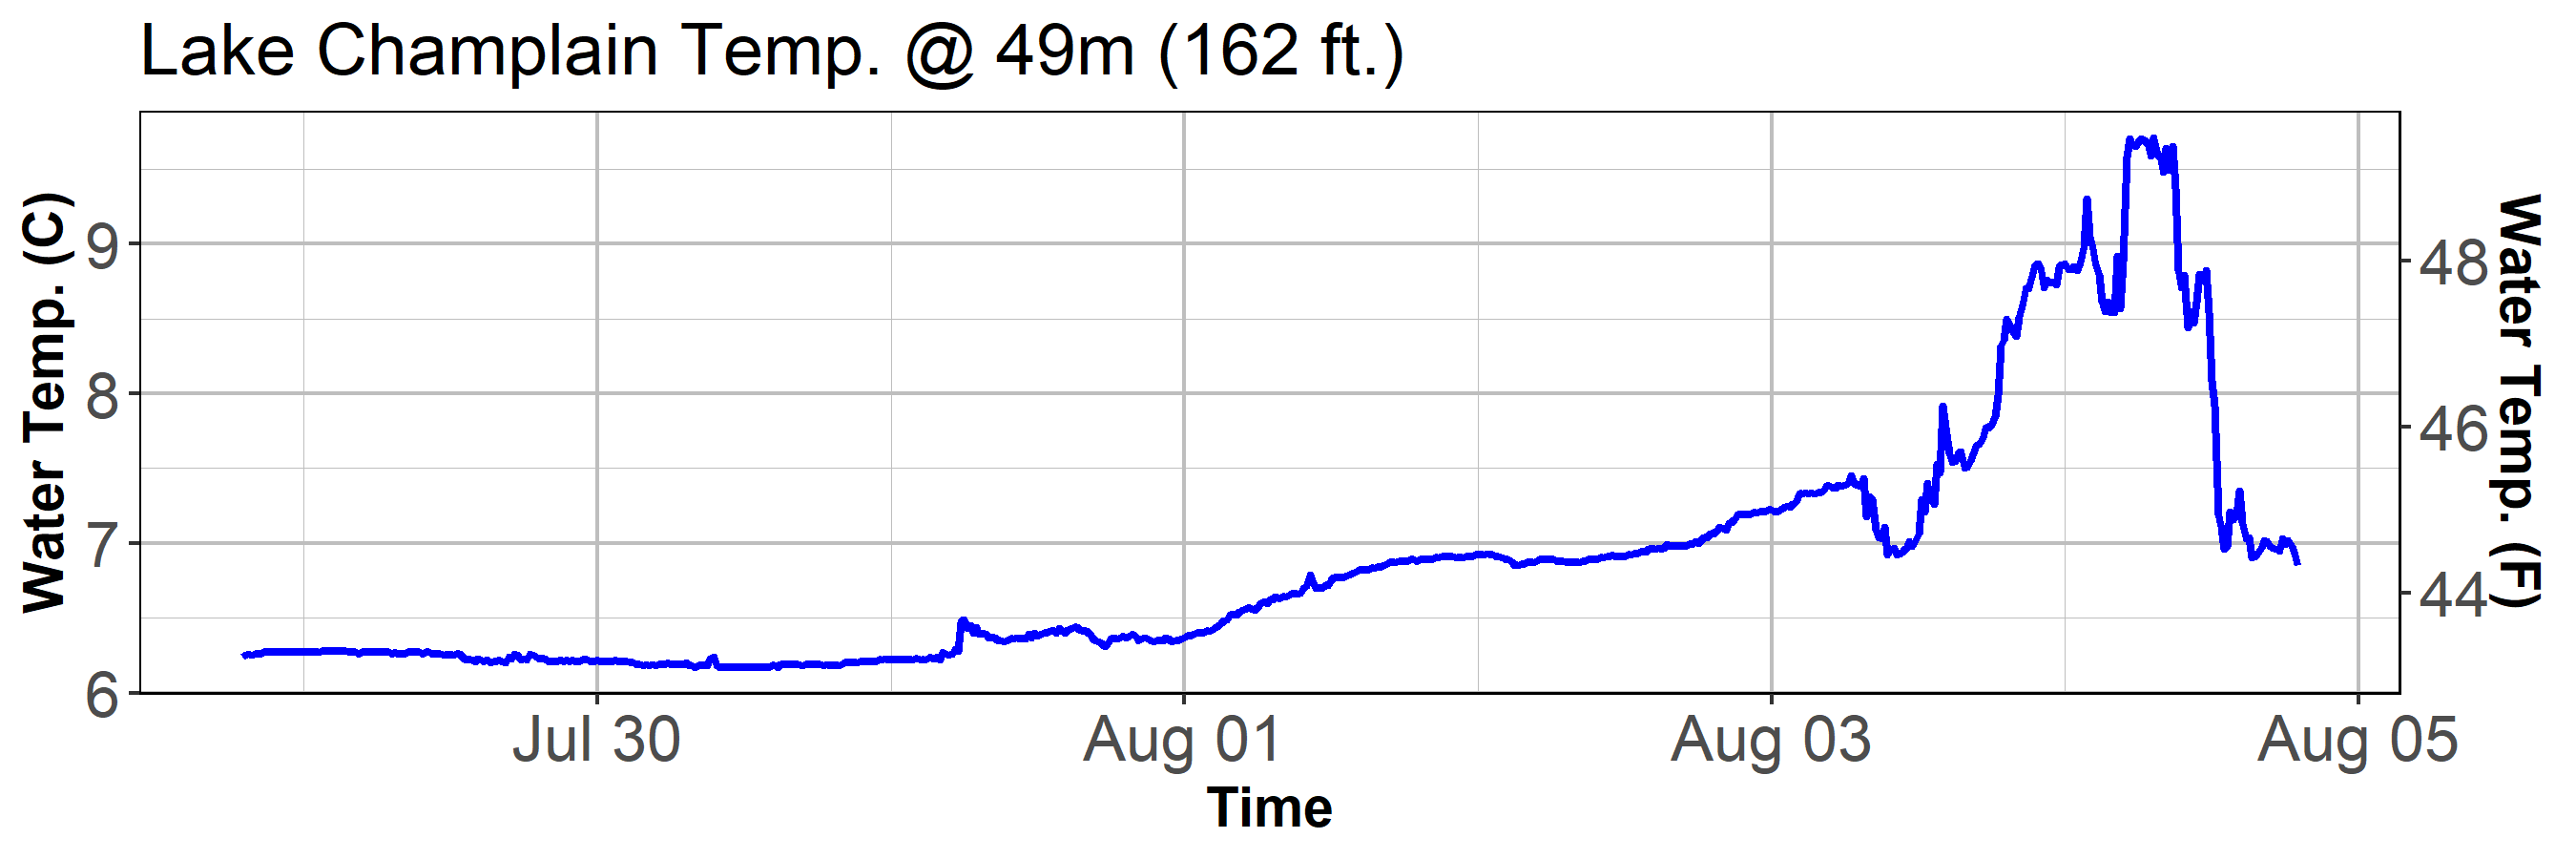 Lake Champlain Temp. @ 49m (162 ft.)
Water Temp. (C)
9
8
7
6
48
46
44
Water Temp. (F)
Jul 30
Aug 01
Aug 03
Aug 05
Time